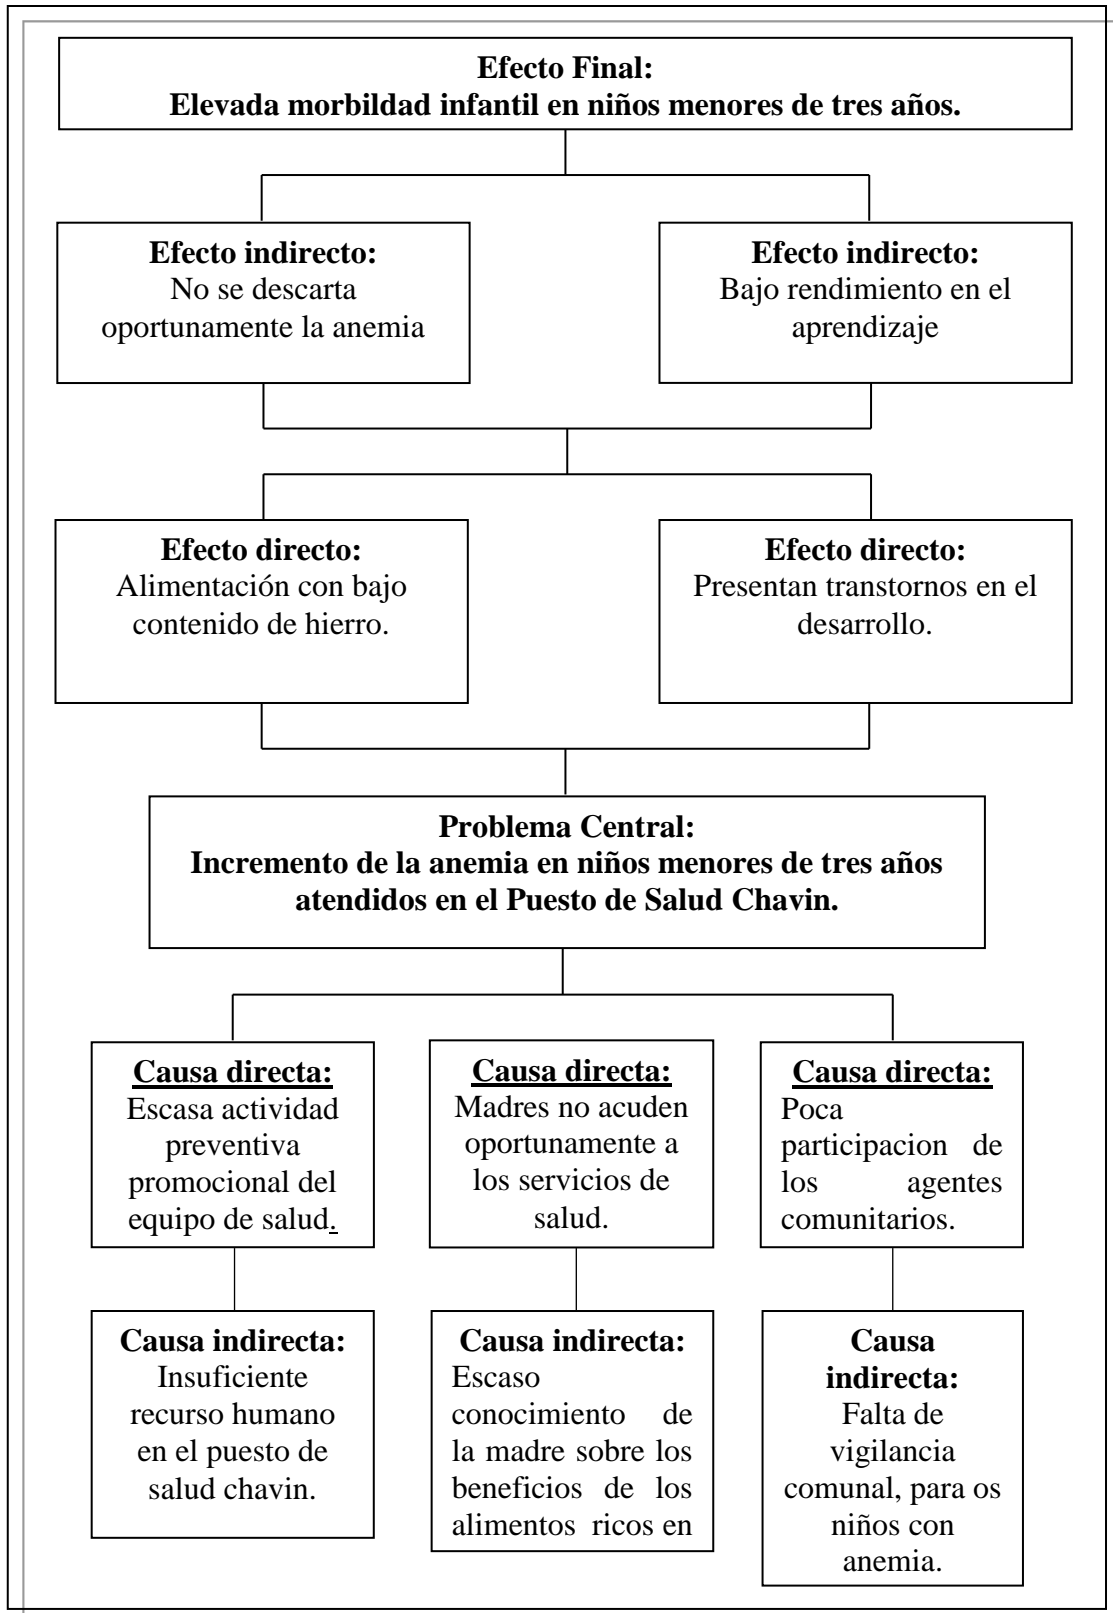 Efecto Final:
Elevada morbildad infantil en niños menores de tres años.
Efecto indirecto:
No se descarta
oportunamente la anemia
Efecto indirecto:
Bajo rendimiento en el
aprendizaje
Efecto directo:
Alimentación con bajo
contenido de hierro.
Efecto directo:
Presentan transtornos en el
desarrollo.
Problema Central:
Incremento de la anemia en niños menores de tres años
atendidos en el Puesto de Salud Chavin.
Causa directa:
Escasa actividad
preventiva
promocional del
equipo de salud.
Causa directa:
Madres no acuden
oportunamente a
los servicios de
salud.
Causa directa:
Poca
participacion de
los agentes
comunitarios.
Causa indirecta:
Insuficiente
recurso humano
en el puesto de
salud chavin.
Causa indirecta:
Escaso
conocimiento de
la madre sobre los
beneficios de los
alimentos ricos en
Causa
indirecta:
Falta de
vigilancia
comunal, para os
niños con
anemia.